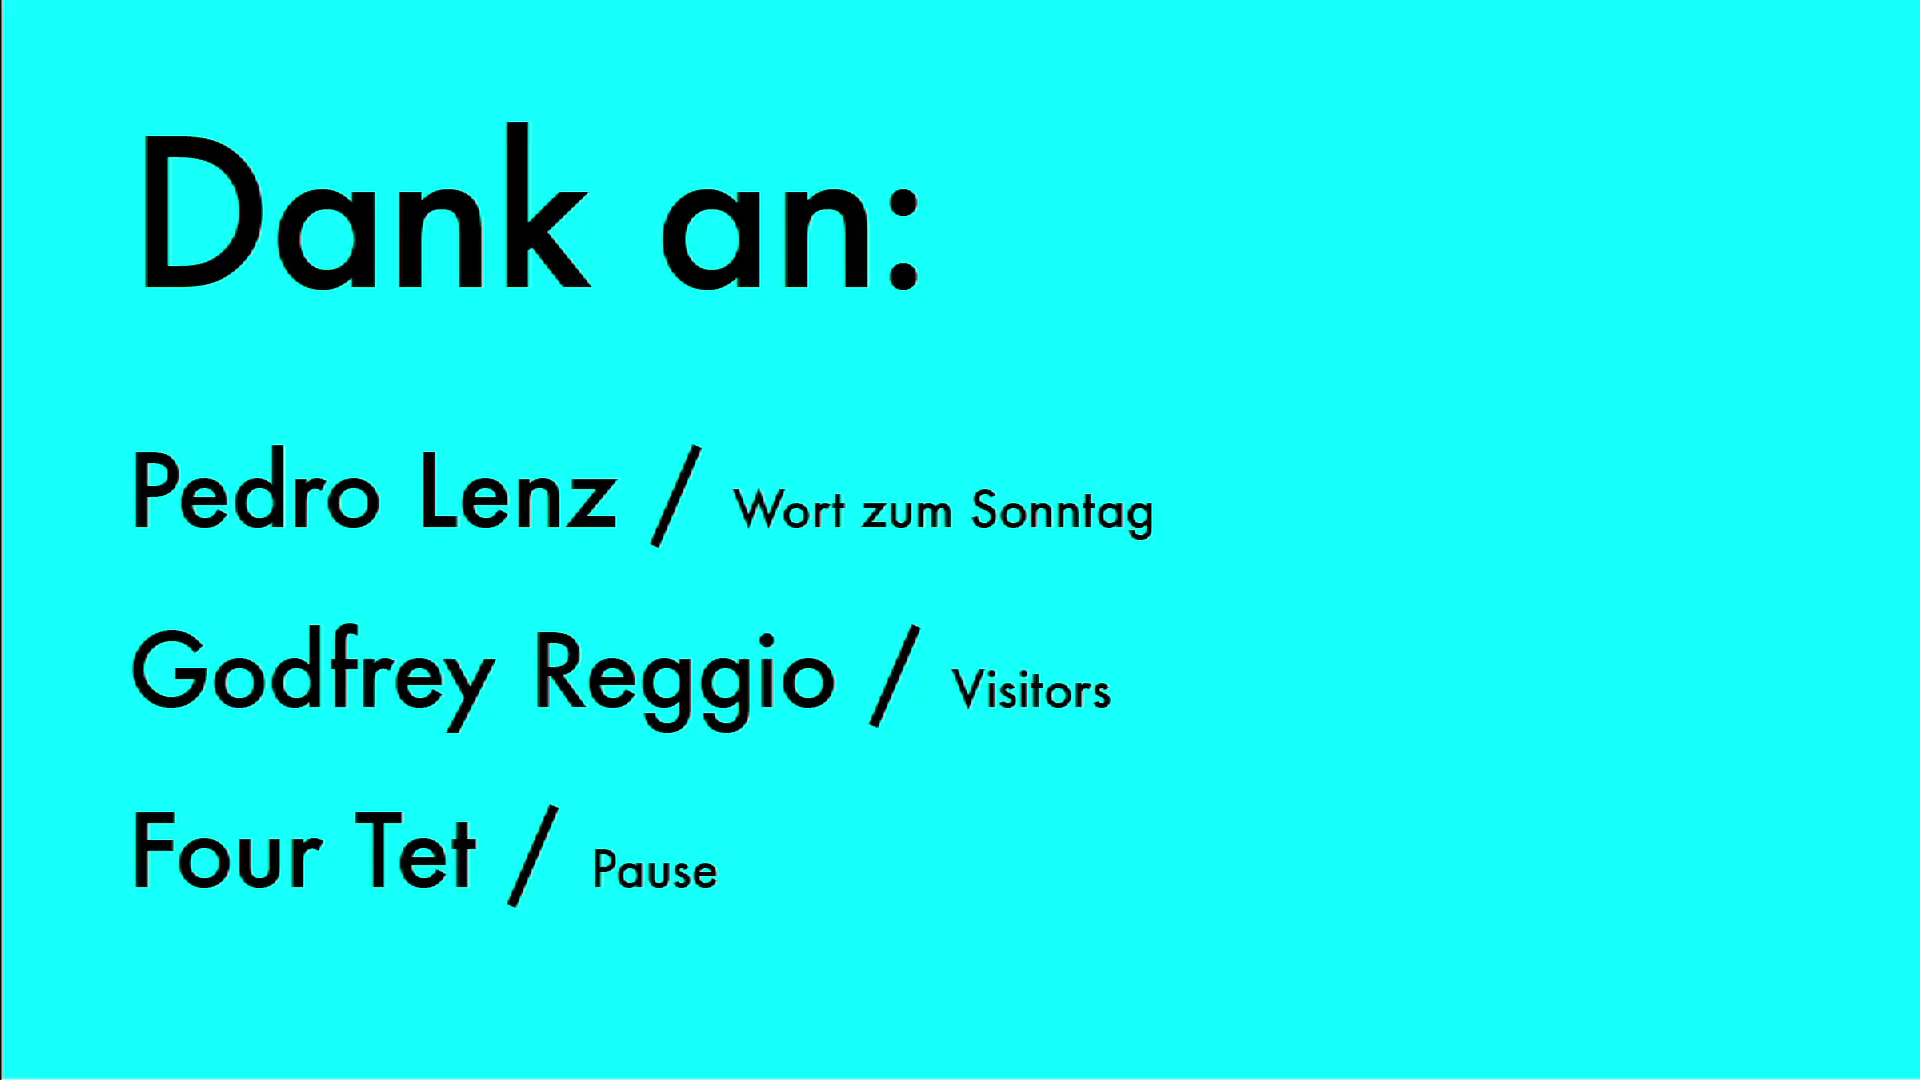 Dank an:
Pedro Lenz / Wort zum Sonntag
Godfrey Reggio / Visitors
Four Tet / Pause